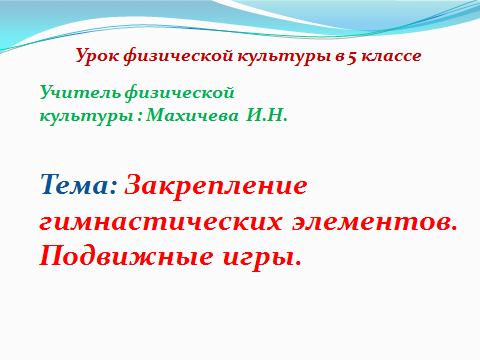 Урок физической культуры в 5 классе
Учитель физической
культуры : Махичева И.Н.
Тема: Закрепление
гимнастических элементов.
Подвижные игры.